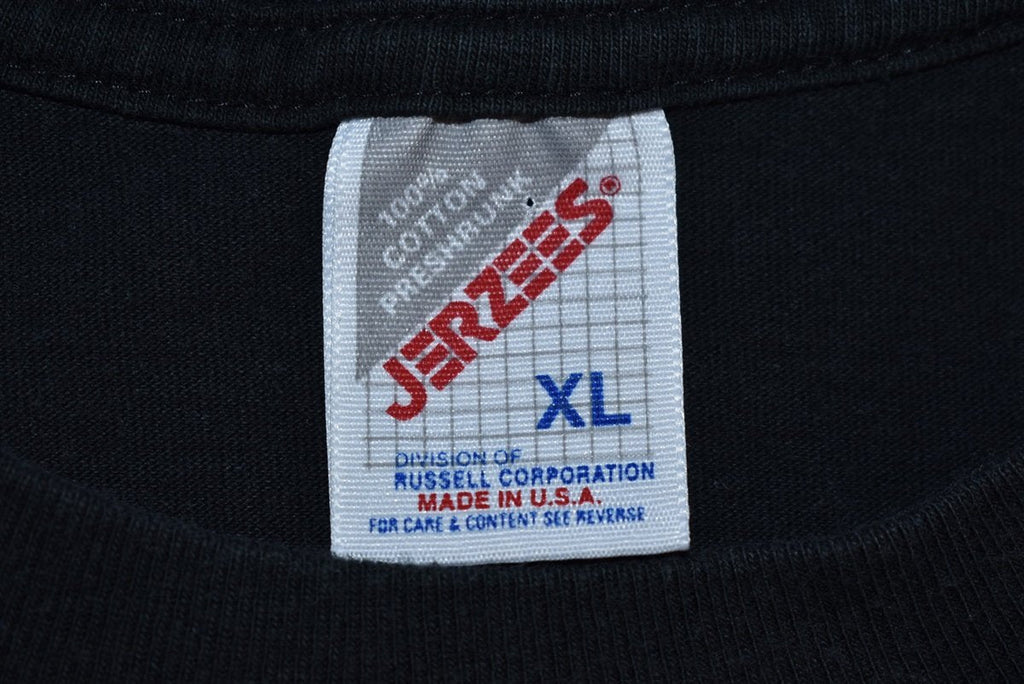 100%
COTTON
PRESHRUNK
JERZEES®
XL
DIVISION OF
RUSSELL CORPORATION
MADE IN U.S.A.
FOR CARE & CONTENT SEE REVERSE